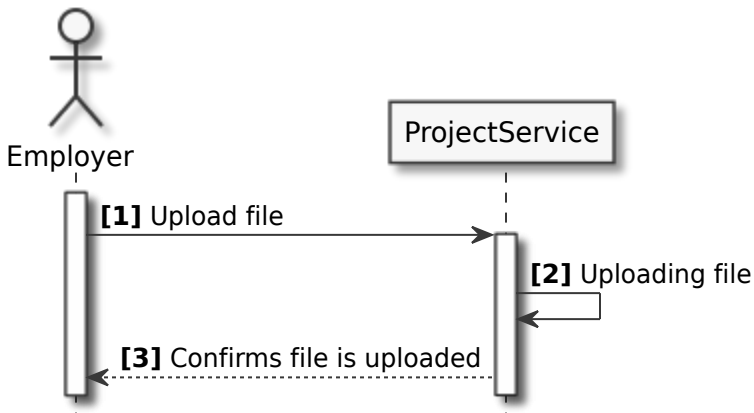 Employer
ProjectService
[1] Upload file
[2] Uploading file
[3] Confirms file is uploaded